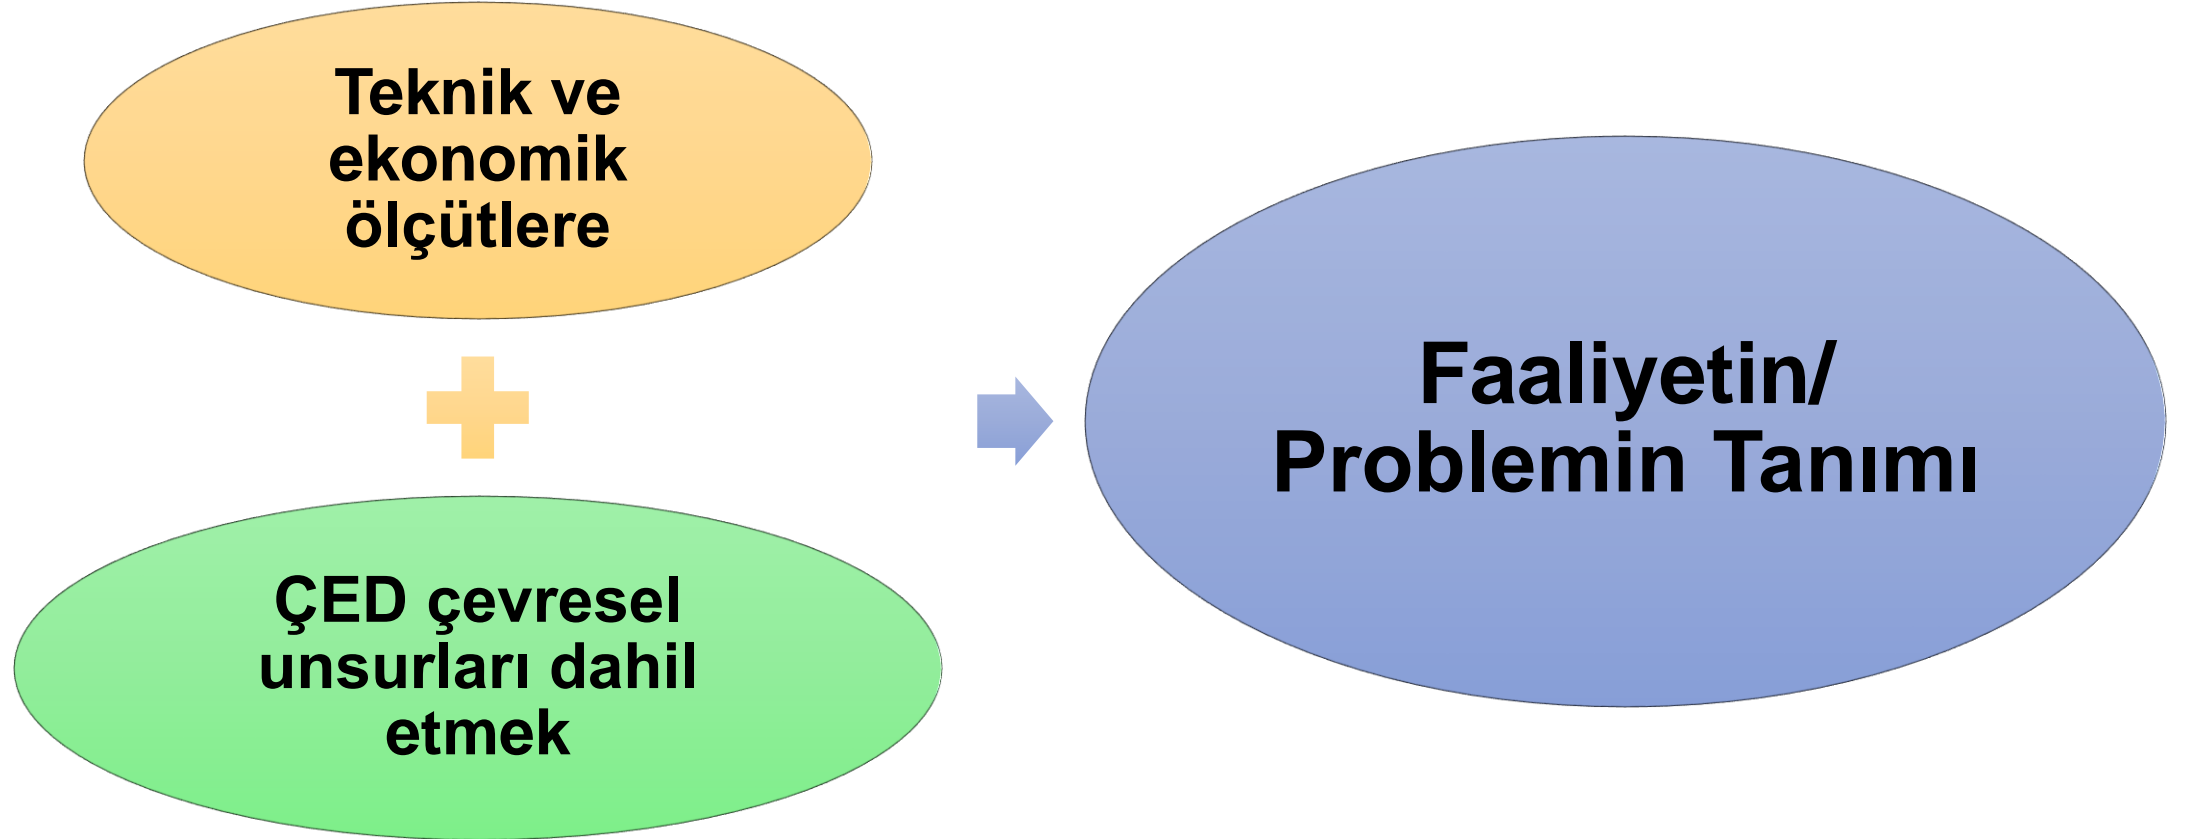 Teknik ve
ekonomik
ölçütlere
ÇED çevresel
unsurları dahil
etmek
Faaliyetin/
Problemin Tanımı